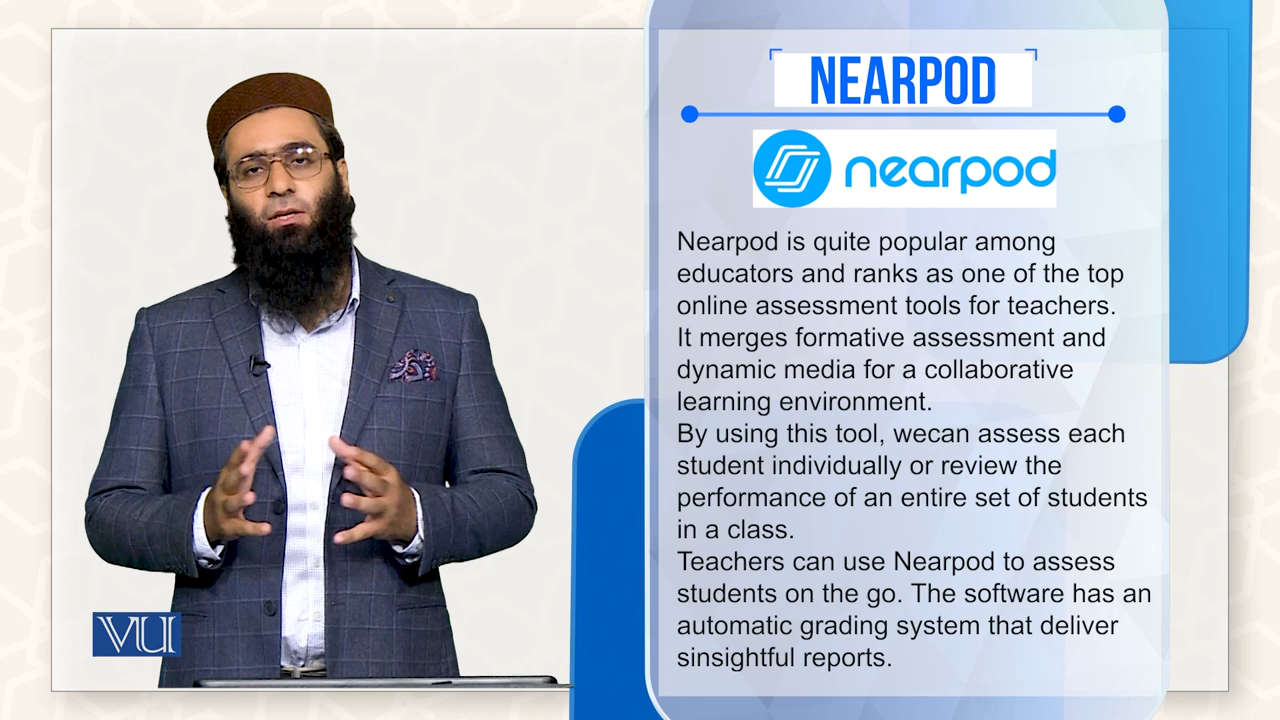 NEARPOD
nearpod
Nearpod is quite popular among
educators and ranks as one of the top
online assessment tools for teachers.
It merges formative assessment and
dynamic media for a collaborative
learning environment.
By using this tool, wecan assess each
student individually or review the
performance of an entire set of students
in a class.
Teachers can use Nearpod to assess
students on the go. The software has an
automatic grading system that deliver
sinsightful reports.
VU